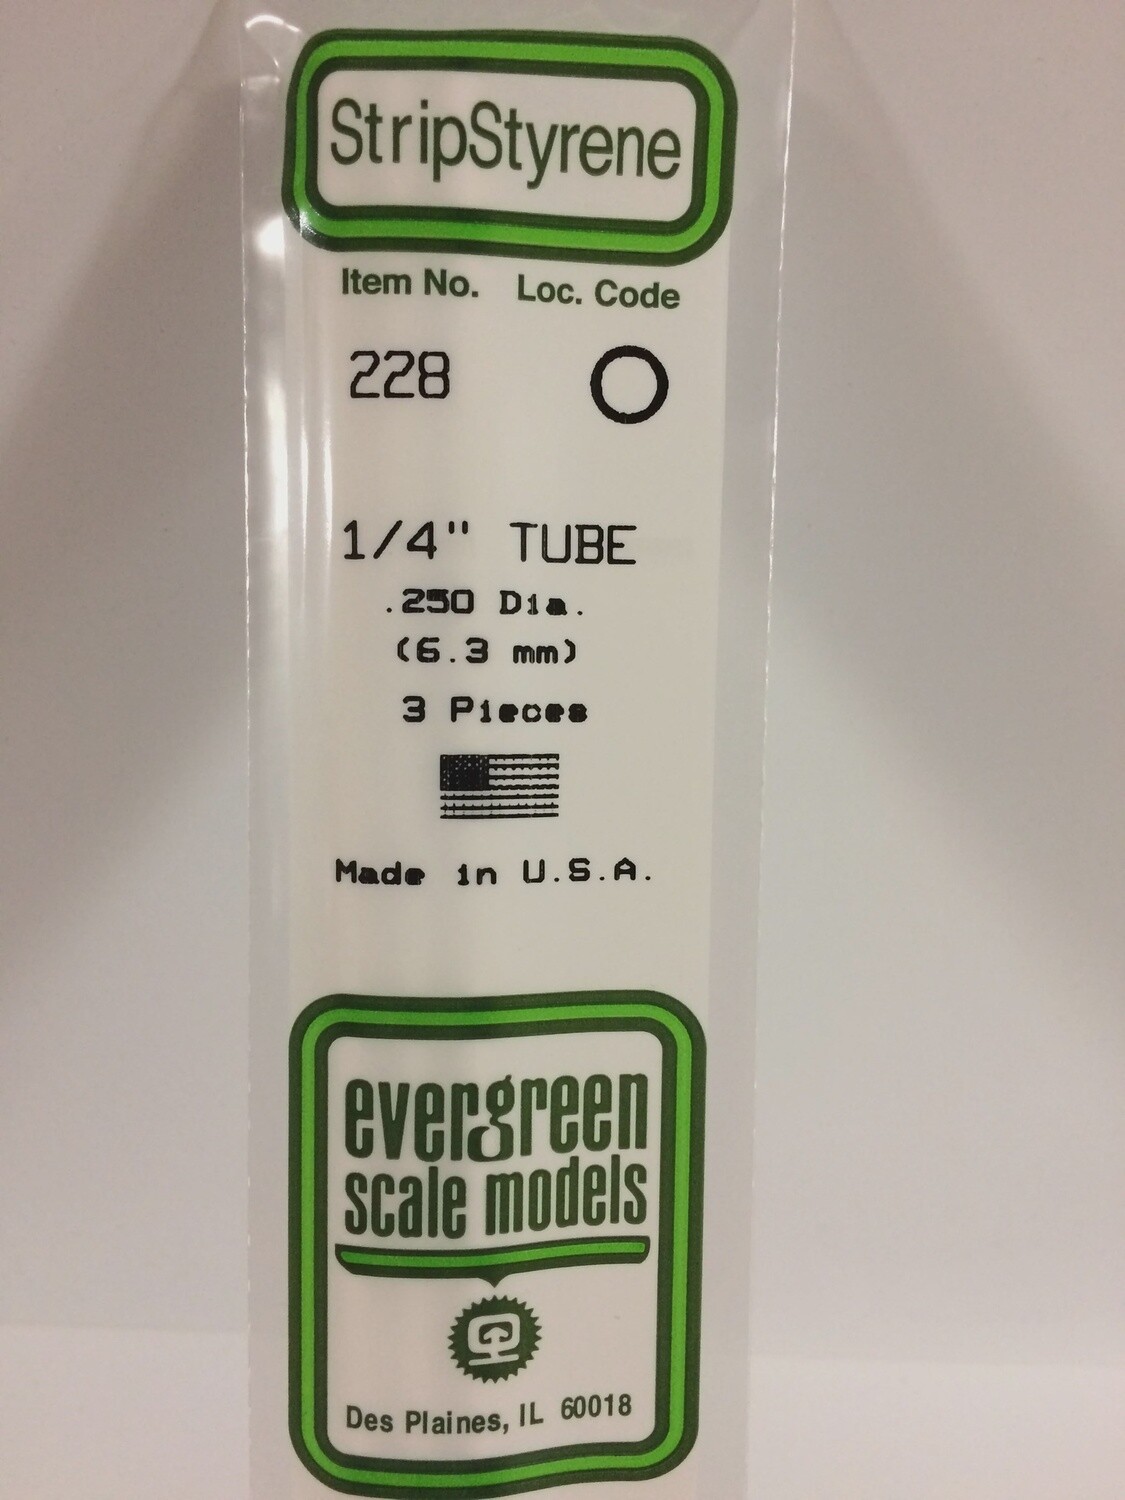 StripStyrene
Item No. Loc. Code
228
1/4" TUBE
.250 Dia.
(6.3 mm)
3 Pieces
Made in U.S.A.
evergreen
scale models
Des Plaines, IL 60018